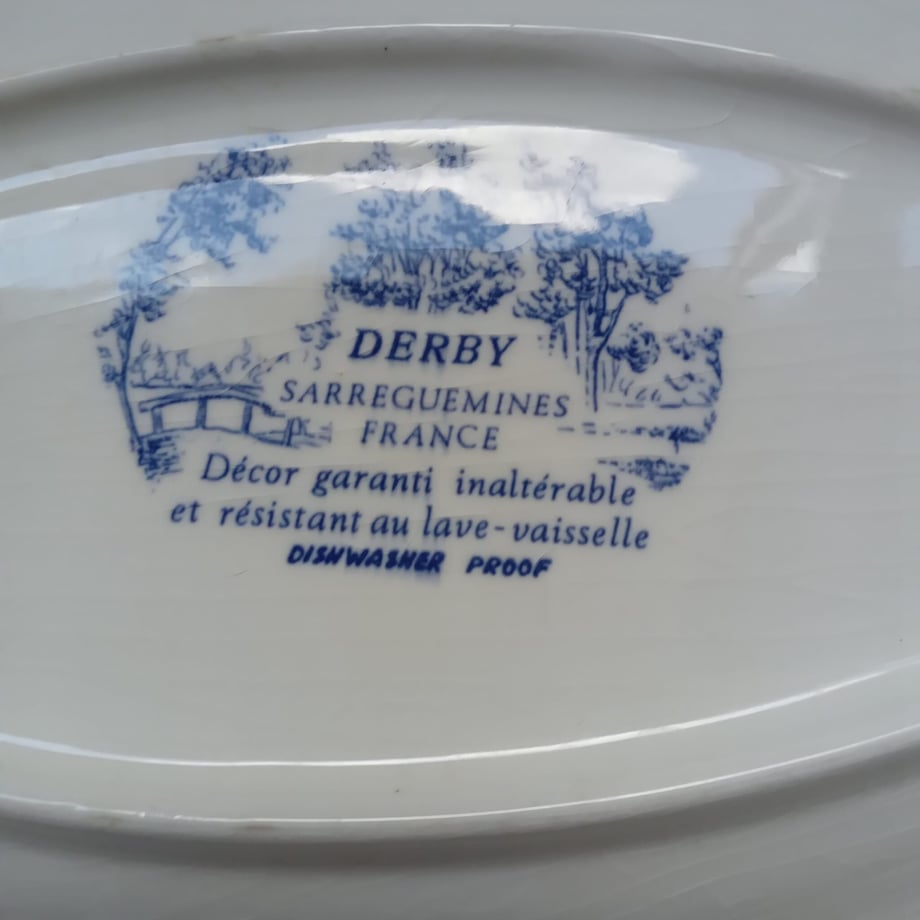 DERBY
SARREGUEMINES
FRANCE
Décor garanti inaltérable
et résistant au lave-vaisselle
DISHWASHER PROOF